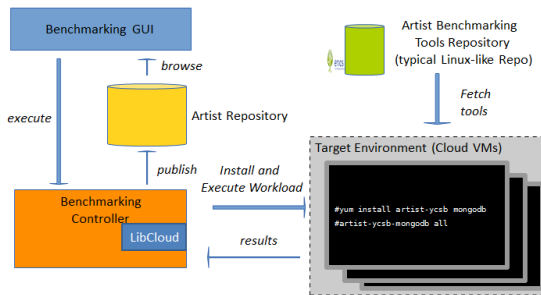 Benchmarking GUI
browse
execute
Artist Repository
publish
Benchmarking
Controller
LibCloud
Install and
Execute Workload
results
Artist Benchmarking
Tools Repository
(typical Linux-like Repo)
Fetch
tools
Target Environment (Cloud VMs)
#yum install artist-ycsb mongodb
#artist-ycsb-mongodb all